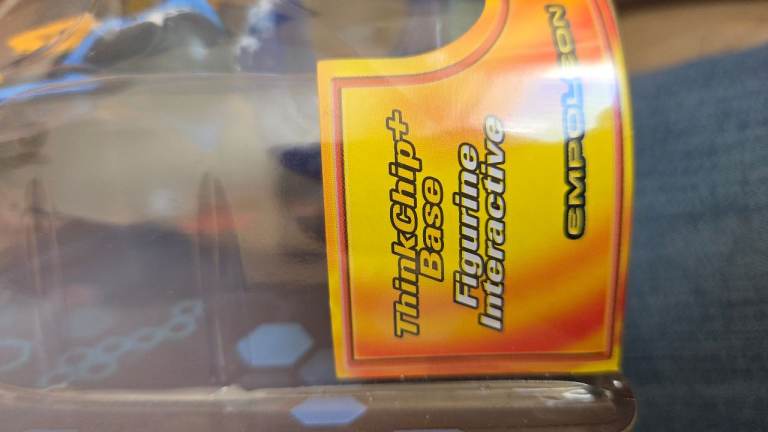 ThinkChip+
Base
Figurine
Interactive
EMPOLEON